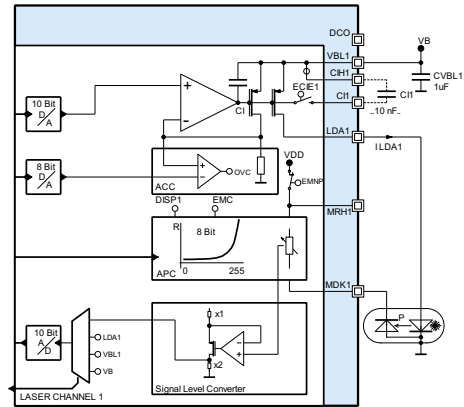 DCO
VB
VBL1
CIH1
CVBL1
1uF
ECIE1
CI1
CI1
..10 nF..
CI
10 Bit
D
A
LDA1
ILDA1
8 Bit
D
A
OVC
ACC
VDD
EMNP
DISP1
EMC
MRH1
R
8 Bit
0
255
APC
MDK1
P
10 Bit
A
D
LDA1
VBL1
VB
x1
x2
Signal Level Converter
LASER CHANNEL 1